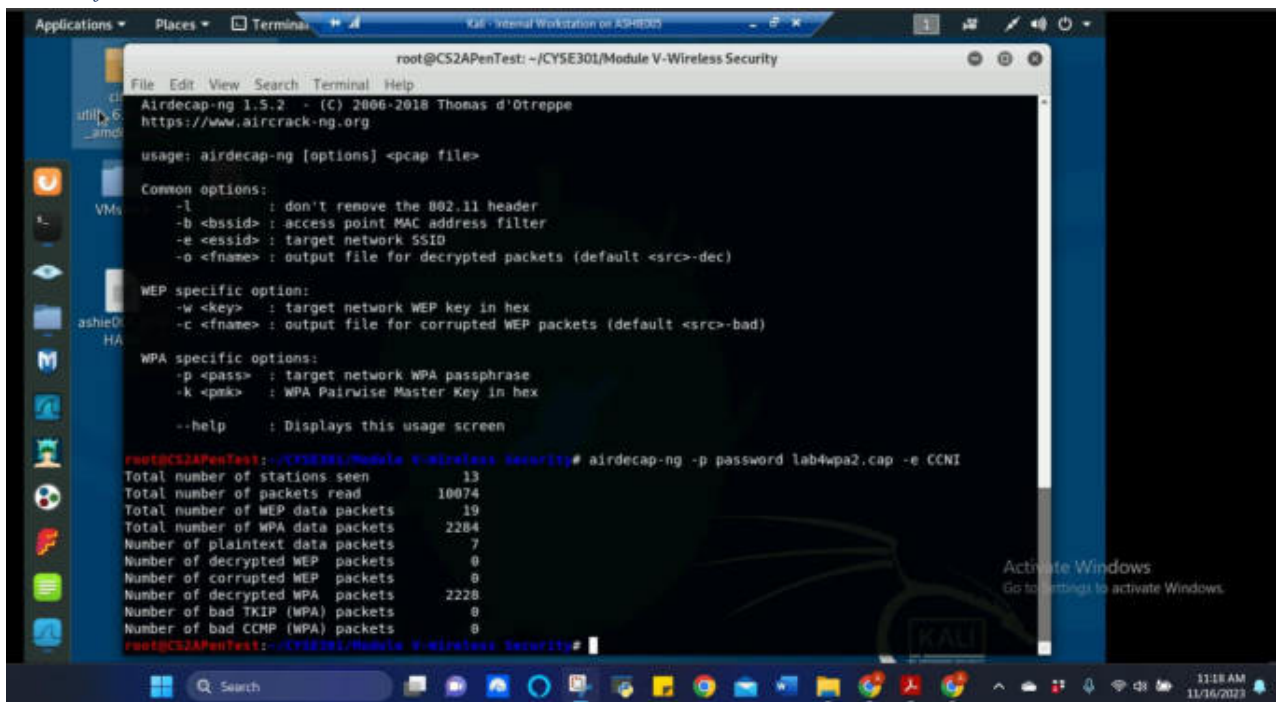 Applications Places Terminal Kali - Internal Workstation on ASHIE005 1
root@CS2APenTest: ~/CYSE301/Module V-Wireless Security
File Edit View Search Terminal Help
Airdecap-ng 1.5.2 - (C) 2006-2018 Thomas d'Otreppe
https://www.aircrack-ng.org
usage: airdecap-ng [options] <pcap file>
Common options:
-l : don't remove the 802.11 header
-b <bssid> : access point MAC address filter
-e <essid> : target network SSID
-o <fname> : output file for decrypted packets (default <src>-dec)
WEP specific option:
-w <key> : target network WEP key in hex
-c <fname> : output file for corrupted WEP packets (default <src>-bad)
WPA specific options:
-p <pass> : target network WPA passphrase
-k <pmk> : WPA Pairwise Master Key in hex
--help : Displays this usage screen
root@CS2APenTest:~/CYSE301/Module V-Wireless Security# airdecap-ng -p password lab4wpa2.cap -e CCNI
Total number of stations seen 13
Total number of packets read 10074
Total number of WEP data packets 19
Total number of WPA data packets 2284
Number of plaintext data packets 7
Number of decrypted WEP packets 0
Number of corrupted WEP packets 0
Number of decrypted WPA packets 2228
Number of bad TKIP (WPA) packets 0
Number of bad CCMP (WPA) packets 0
root@CS2APenTest:~/CYSE301/Module V-Wireless Security#
VMs
HA
Activate Windows
Go to Settings to activate Windows.
KALI
Search
11:18 AM
11/16/2023